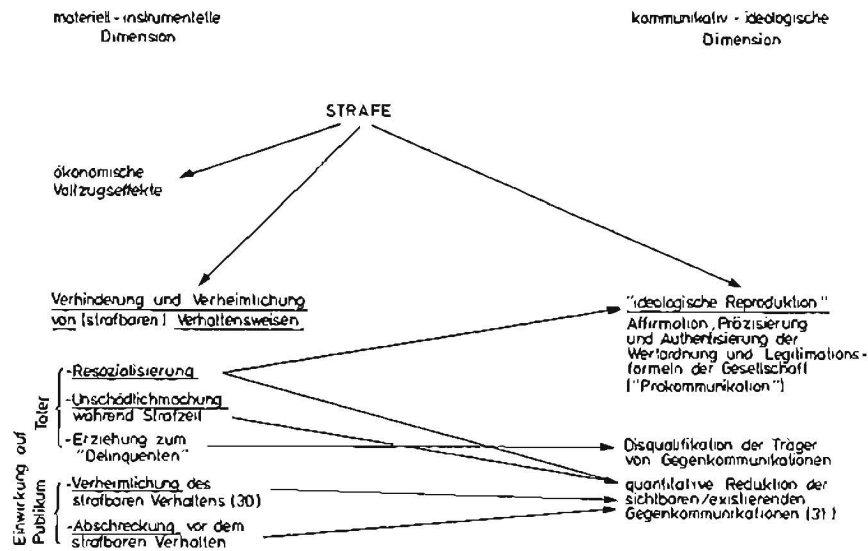 materiell - instrumentelle
Dimension
kommunikativ - ideologische
Dimension
STRAFE
ökonomische
Vollzugseffekte
Verhinderung und Verheimlichung
von (strafbaren) Verhaltensweisen
"ideologische Reproduktion"
Affirmation, Präzisierung
und Authentisierung der
Wertordnung und Legitimations-
formeln der Gesellschaft
("Prokommunikation")
Einwirkung auf
Täter
-Resozialisierung
-Unschädlichmachung
während Strafzeit
-Erziehung zum
"Delinquenten"
Disqualifikation der Träger
von Gegenkommunikationen
Publikum
-Verheimlichung des
strafbaren Verhaltens (30)
-Abschreckung vor dem
strafbaren Verhalten
quantitative Reduktion der
sichtbaren/existierenden
Gegenkommunikationen (31)